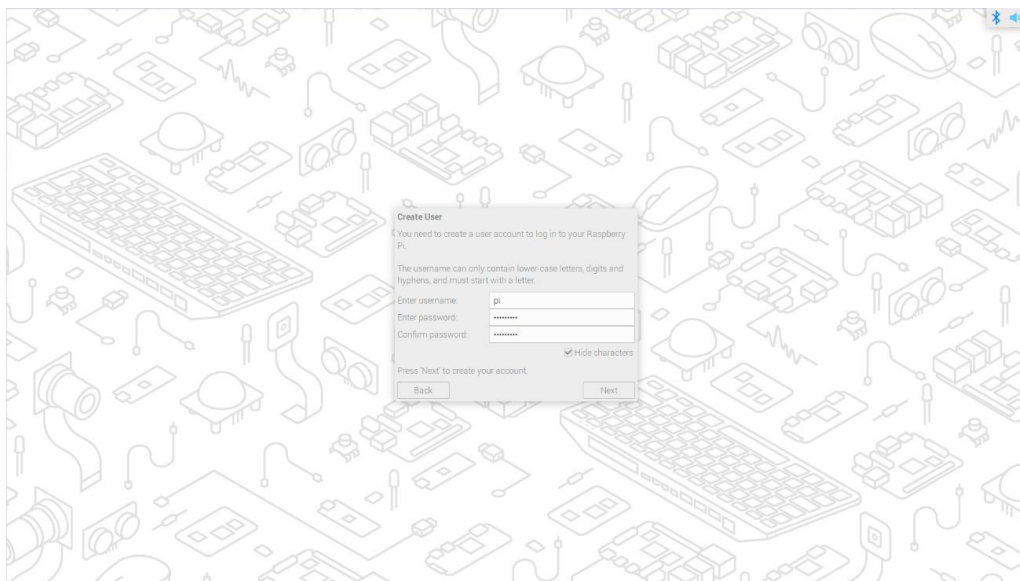 Create User
You need to create a user account to log in to your Raspberry
Pi.
The username can only contain lower-case letters, digits and
hyphens, and must start with a letter.
Enter username: pi
Enter password: •••••••••
Confirm password: •••••••••
Hide characters
Press 'Next' to create your account.
Back Next